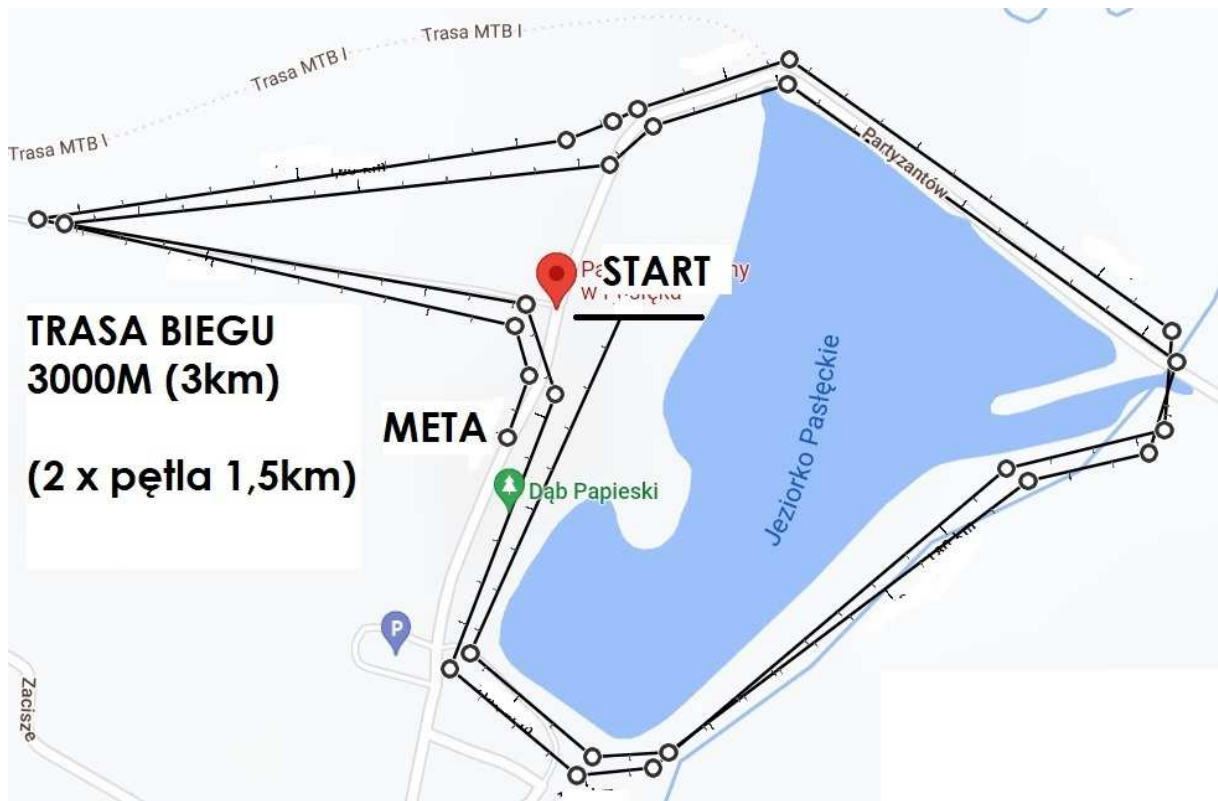 Trasa MTB I
Trasa MTB I
Trasa MTB I
Partyzantów
START
TRASA BIEGU
3000M (3km)
(2 x pętla 1,5km)
META
Dąb Papieski
Jeziorko Pasłęckie
P
Zacisze